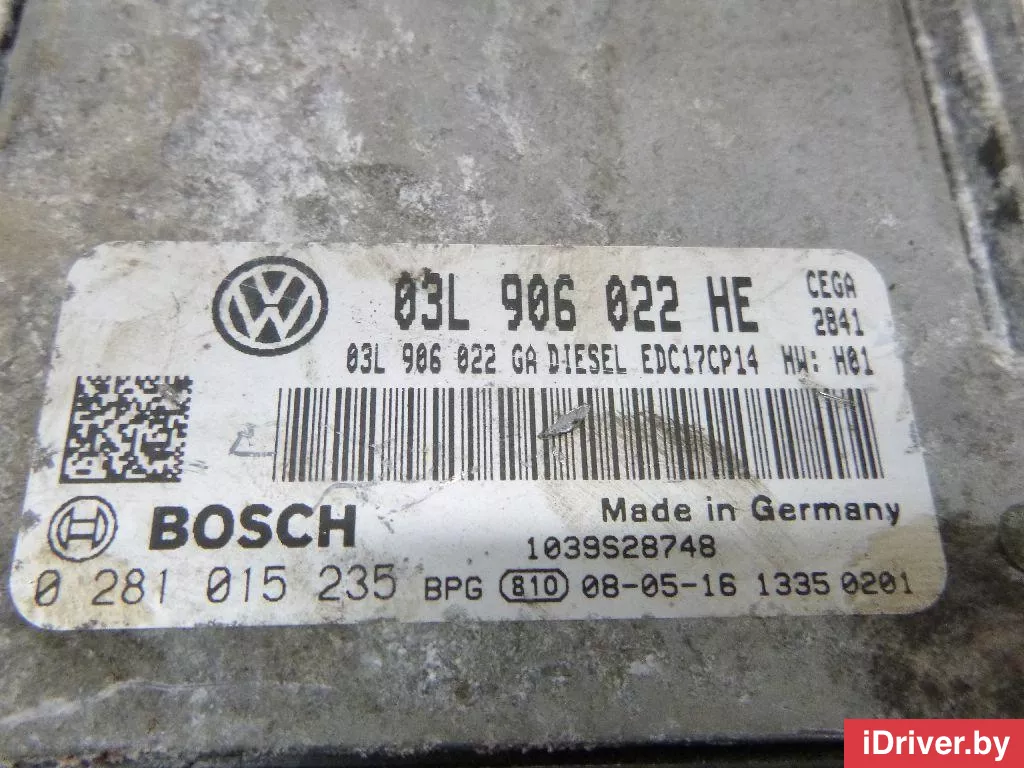 03L 906 022 HE CEGA
2841
03L 906 022 GA DIESEL EDC17CP14 HW: H01
BOSCH
Made in Germany
1039S28748
0 281 015 235 BPG 810 08-05-16 1335 0201
iDriver.by